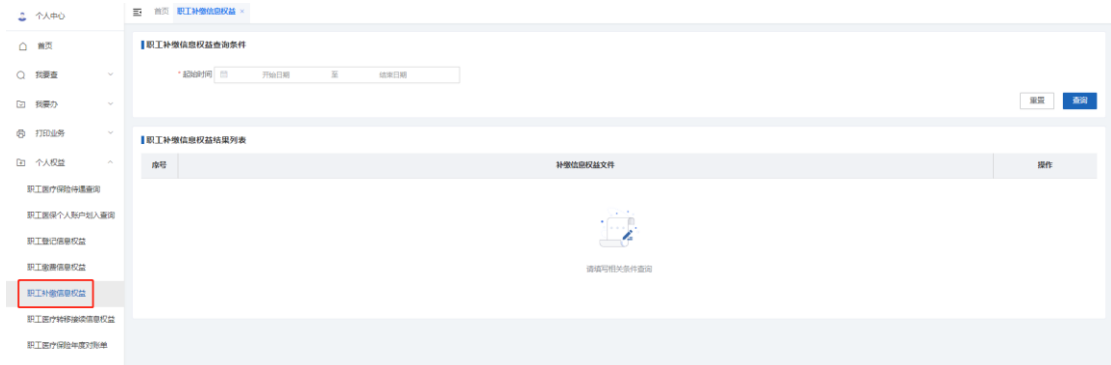 个人中心
首页 职工补缴信息权益 ×
首页
我要查
我要办
打印业务
个人权益
职工医疗保险待遇查询
职工医保个人账户划入查询
职工登记信息权益
职工缴费信息权益
职工补缴信息权益
职工医疗转移接续信息权益
职工医疗保险年度对账单
职工补缴信息权益查询条件
* 起始时间 开始日期 至 结束日期
重置 查询
职工补缴信息权益结果列表
序号 补缴信息权益文件 操作
请填写相关条件查询